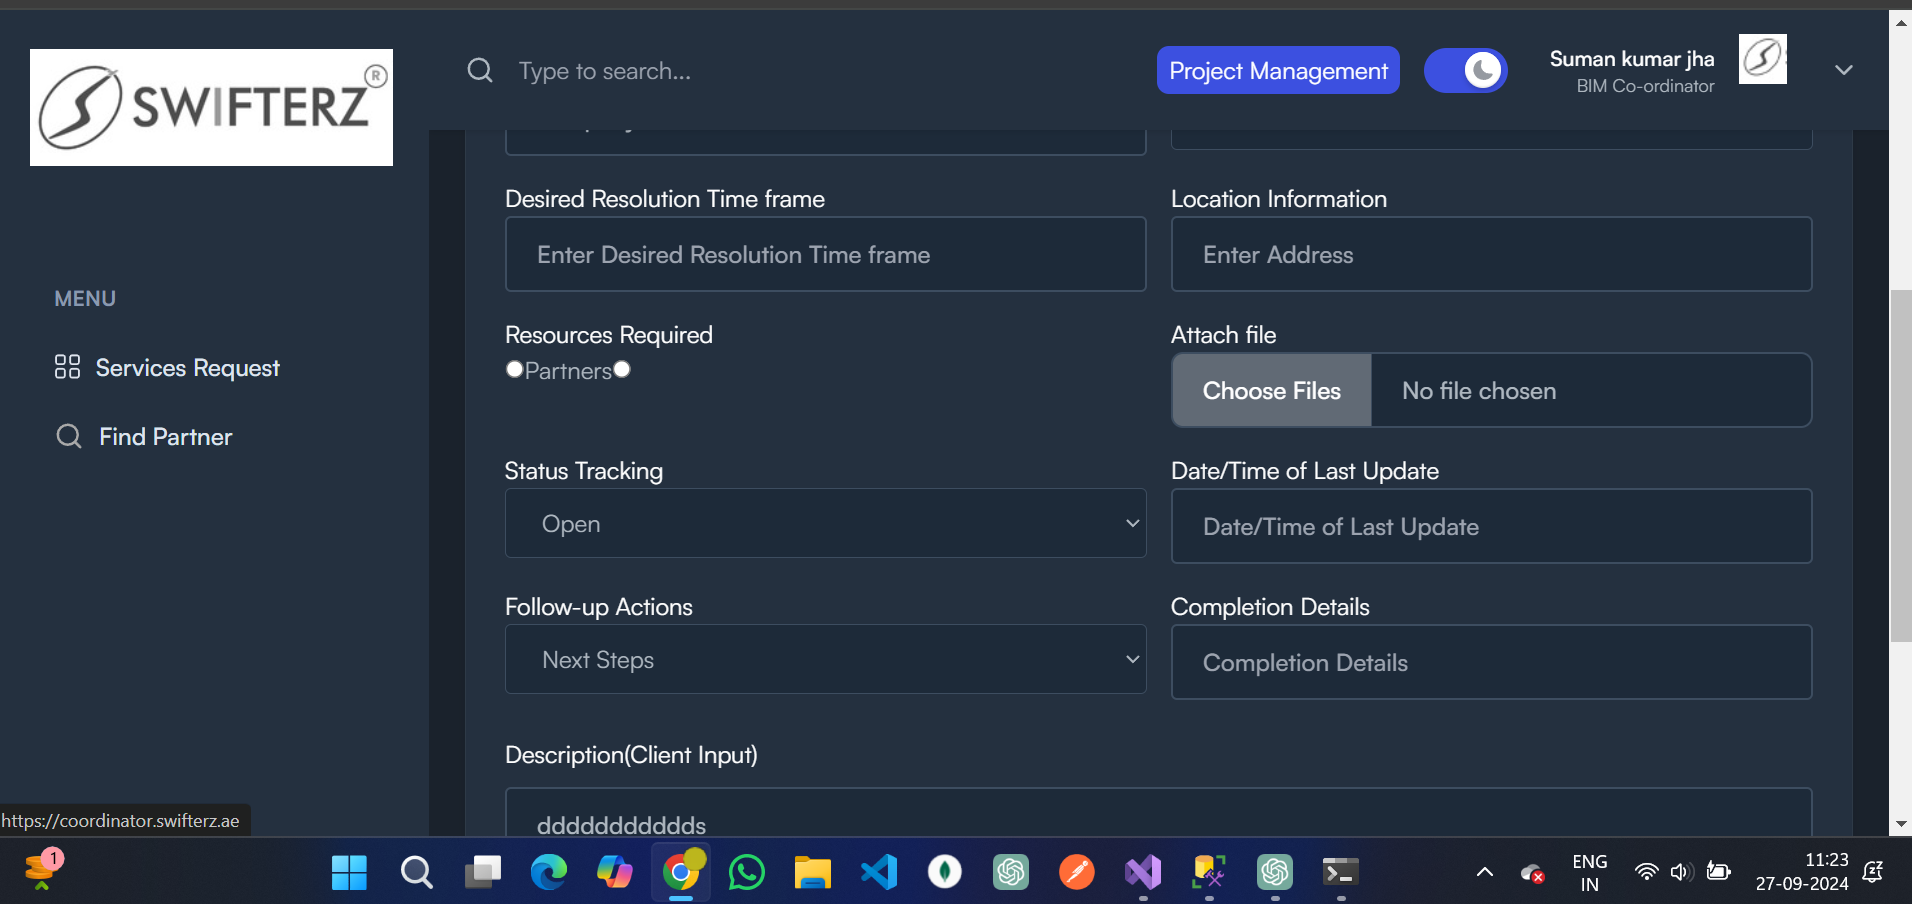 SWIFTERZ®
Type to search...
Project Management
Suman kumar jha
BIM Co-ordinator
MENU
Services Request
Find Partner
Desired Resolution Time frame
Enter Desired Resolution Time frame
Location Information
Enter Address
Resources Required
Partners
Attach file
Choose Files No file chosen
Status Tracking
Open
Date/Time of Last Update
Date/Time of Last Update
Follow-up Actions
Next Steps
Completion Details
Completion Details
Description(Client Input)
dddddddddddds
https://coordinator.swifterz.ae
1
ENG
IN
11:23
27-09-2024